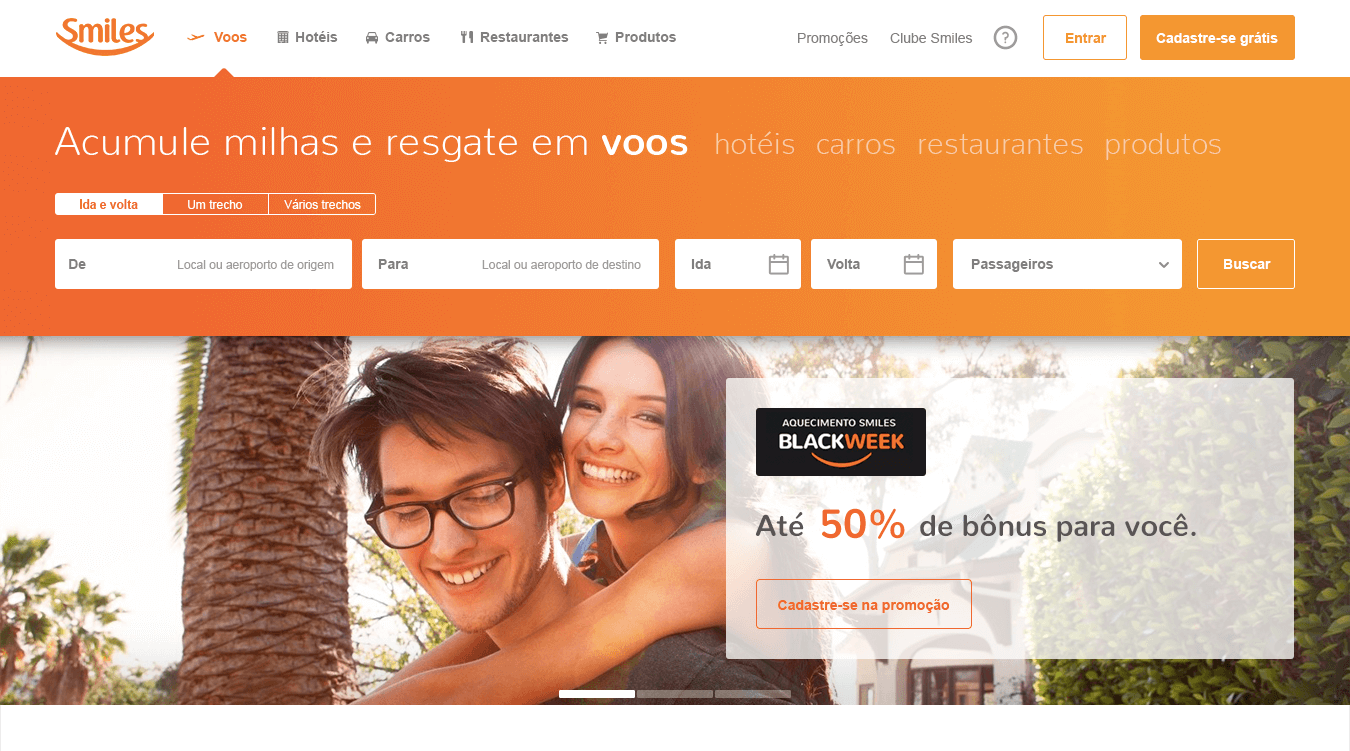 Smiles
Voos
Hotéis
Carros
Restaurantes
Produtos
Promoções
Clube Smiles
?
Entrar
Cadastre-se grátis
Acumule milhas e resgate em voos hotéis carros restaurantes produtos
Ida e volta
Um trecho
Vários trechos
De
Local ou aeroporto de origem
Para
Local ou aeroporto de destino
Ida
Volta
Passageiros
Buscar
AQUECIMENTO SMILES
BLACKWEEK
Até 50% de bônus para você.
Cadastre-se na promoção